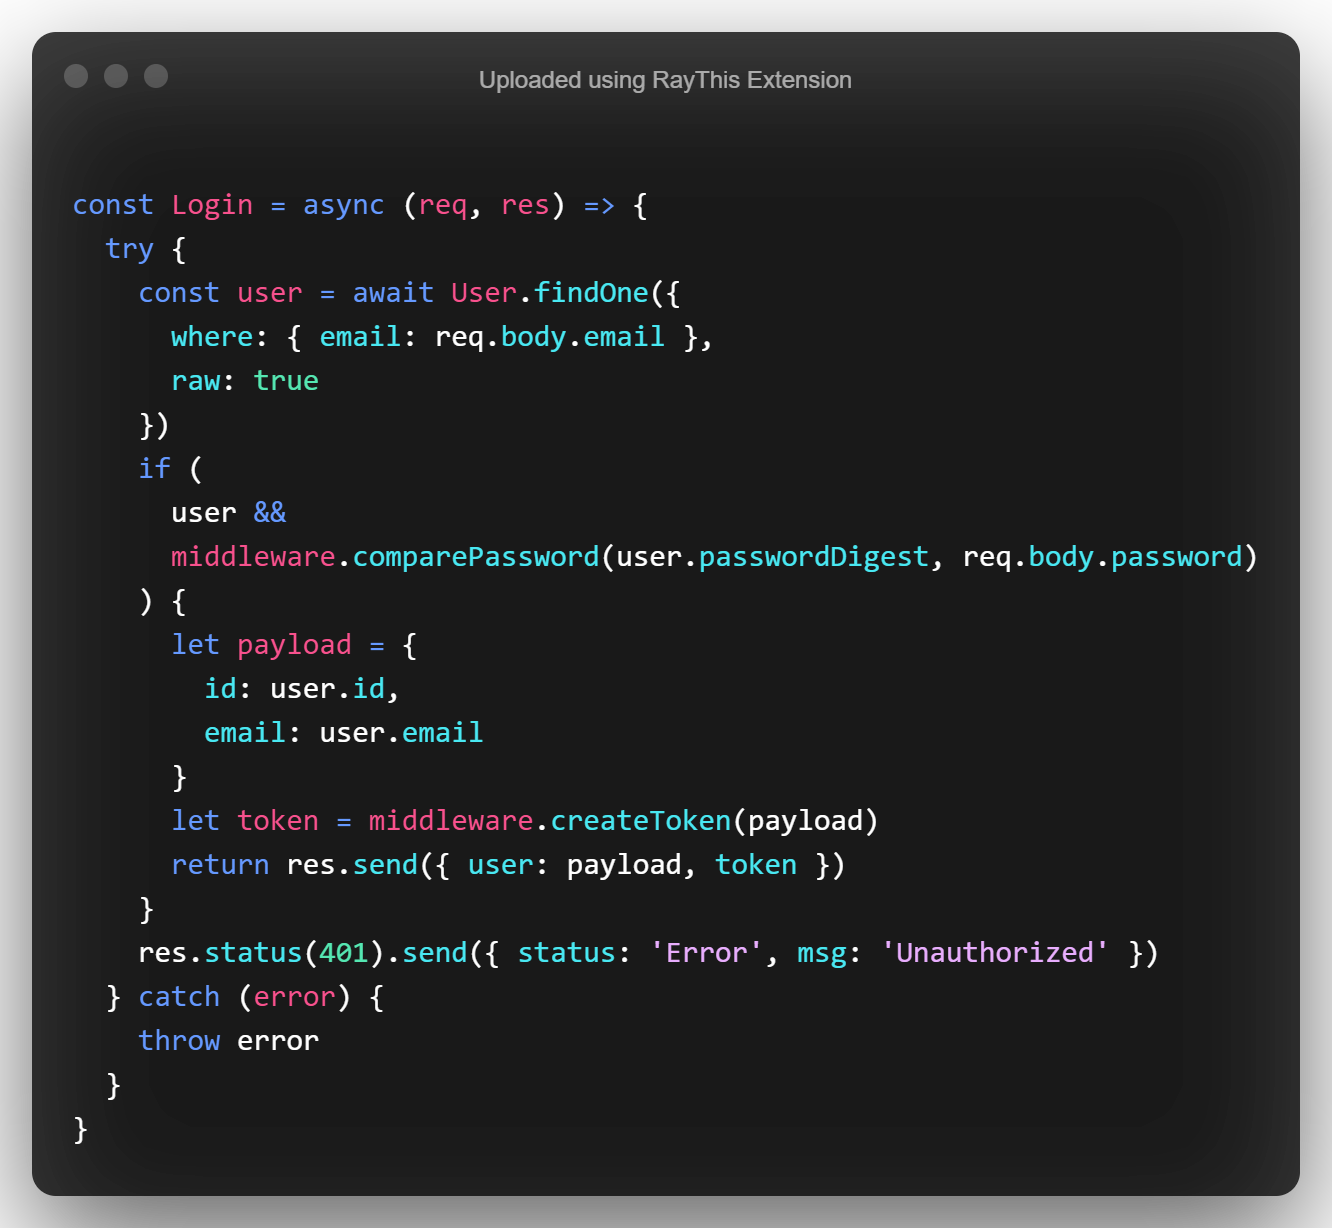 Uploaded using RayThis Extension
const Login = async (req, res) => {
  try {
    const user = await User.findOne({
      where: { email: req.body.email },
      raw: true
    })
    if (
      user &&
      middleware.comparePassword(user.passwordDigest, req.body.password)
    ) {
      let payload = {
        id: user.id,
        email: user.email
      }
      let token = middleware.createToken(payload)
      return res.send({ user: payload, token })
    }
    res.status(401).send({ status: 'Error', msg: 'Unauthorized' })
  } catch (error) {
    throw error
  }
}